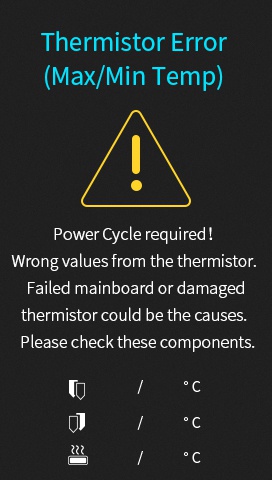 Thermistor Error
(Max/Min Temp)
Power Cycle required!
Wrong values from the thermistor.
Failed mainboard or damaged
thermistor could be the causes.
Please check these components.
/ °C
/ °C
/ °C